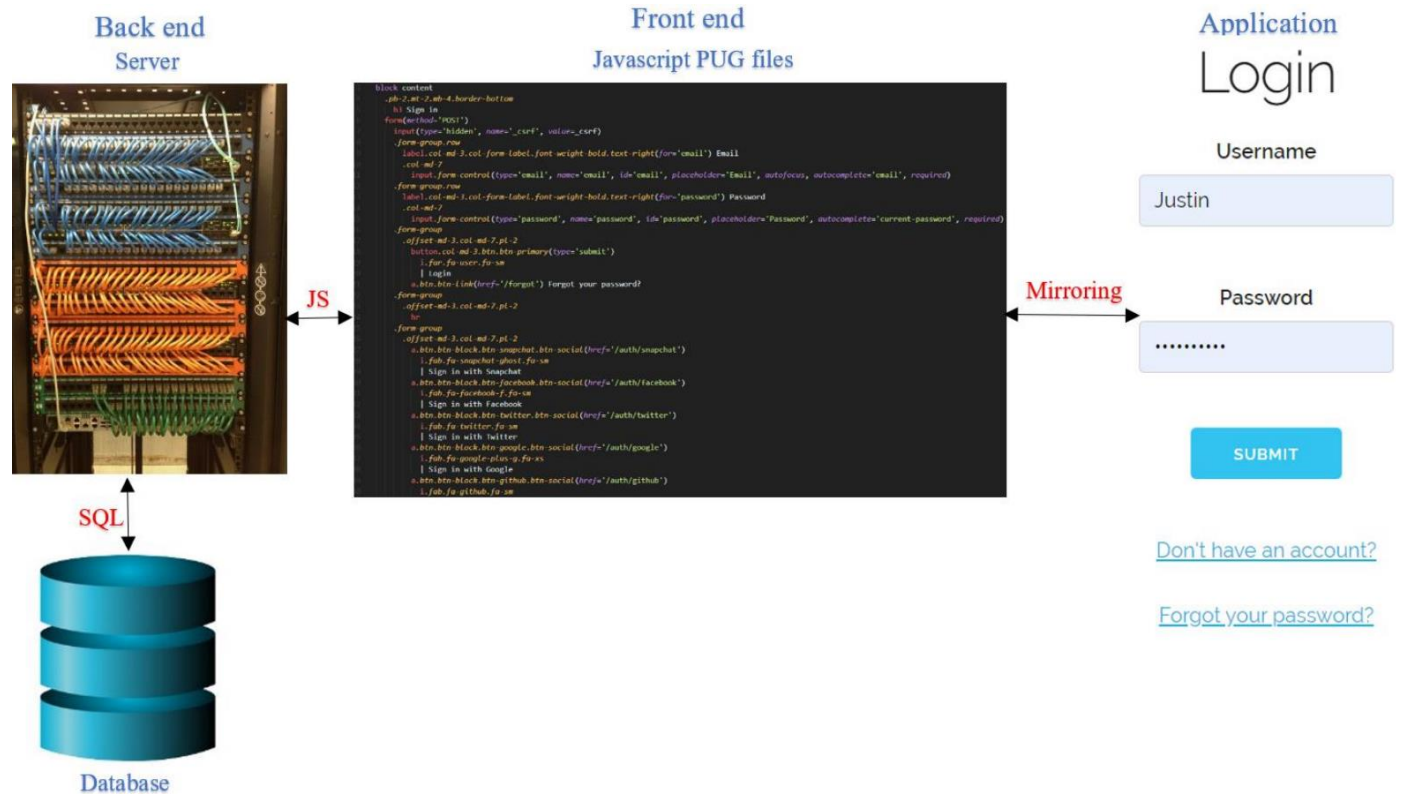 Back end
Server
Front end
Javascript PUG files
Application
Login
Username
Justin
Password
SUBMIT
Don't have an account?
Forgot your password?
block content
.pb-2.mt-2.mb-4.border-bottom
h3 Sign in
form(method='POST')
input(type='hidden', name='_csrf', value=_csrf)
.form-group.row
label.col-md-3.col-form-label.font-weight-bold.text-right(for='email') Email
.col-md-7
input.form-control(type='email', name='email', id='email', placeholder='Email', autofocus, autocomplete='email', required)
.form-group.row
label.col-md-3.col-form-label.font-weight-bold.text-right(for='password') Password
.col-md-7
input.form-control(type='password', name='password', id='password', placeholder='Password', autocomplete='current-password', required)
.form-group
.offset-md-3.col-md-7.pl-2
button.col-md-3.btn.btn-primary(type='submit')
i.far.fa-user.fa-sm
| Login
a.btn.btn-link(href='/forgot') Forgot your password?
.form-group
.offset-md-3.col-md-7.pl-2
hr
.form-group
.offset-md-3.col-md-7.pl-2
a.btn.btn-block.btn-snapchat.btn-social(href='/auth/snapchat')
i.fab.fa-snapchat-ghost.fa-sm
| Sign in with Snapchat
a.btn.btn-block.btn-facebook.btn-social(href='/auth/facebook')
i.fab.fa-facebook-f.fa-sm
| Sign in with Facebook
a.btn.btn-block.btn-twitter.btn-social(href='/auth/twitter')
i.fab.fa-twitter.fa-sm
| Sign in with Twitter
a.btn.btn-block.btn-google.btn-social(href='/auth/google')
i.fab.fa-google-plus-g.fa-xs
| Sign in with Google
a.btn.btn-block.btn-github.btn-social(href='/auth/github')
i.fab.fa-github.fa-sm
JS
Mirroring
SQL
Database